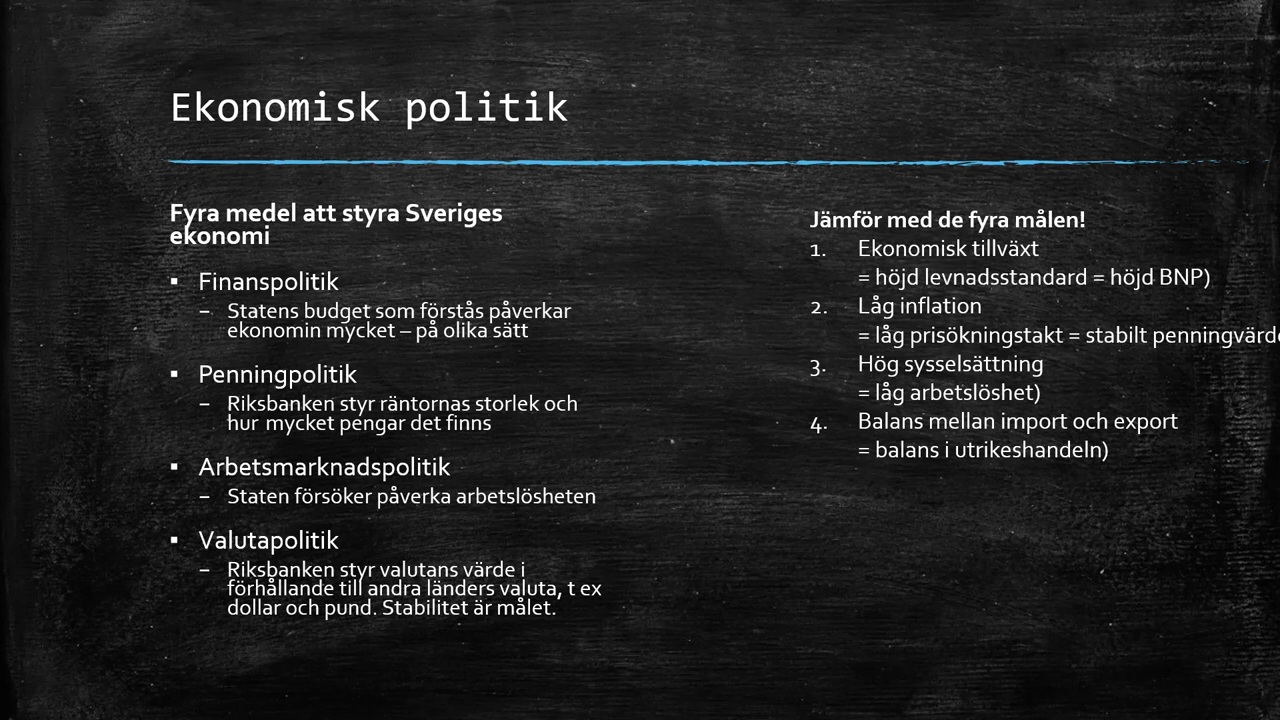 Ekonomisk politik
Fyra medel att styra Sveriges
ekonomi
▪ Finanspolitik
– Statens budget som förstås påverkar
ekonomin mycket – på olika sätt
▪ Penningpolitik
– Riksbanken styr räntornas storlek och
hur mycket pengar det finns
▪ Arbetsmarknadspolitik
– Staten försöker påverka arbetslösheten
▪ Valutapolitik
– Riksbanken styr valutans värde i
förhållande till andra länders valuta, t ex
dollar och pund. Stabilitet är målet.
Jämför med de fyra målen!
1. Ekonomisk tillväxt
= höjd levnadsstandard = höjd BNP)
2. Låg inflation
= låg prisökningstakt = stabilt penningvärde
3. Hög sysselsättning
= låg arbetslöshet)
4. Balans mellan import och export
= balans i utrikeshandeln)